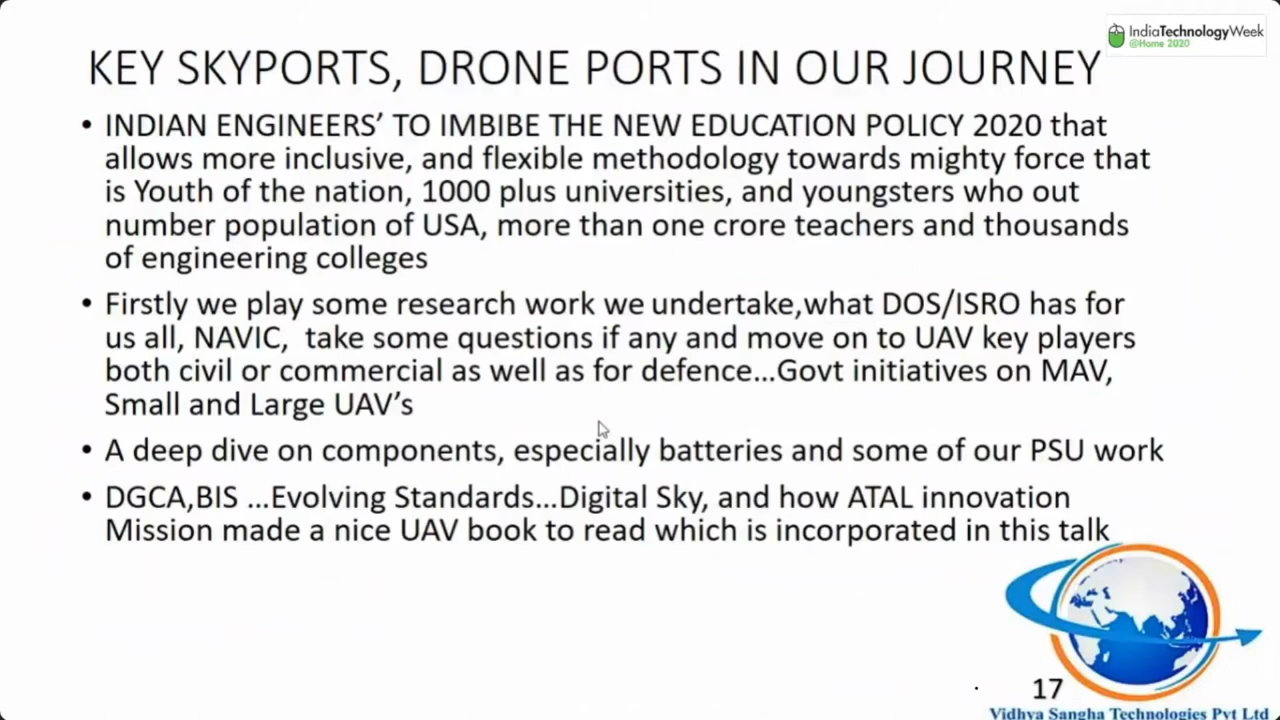 IndiaTechnologyWeek
@Home 2020
KEY SKYPORTS, DRONE PORTS IN OUR JOURNEY
• INDIAN ENGINEERS’ TO IMBIBE THE NEW EDUCATION POLICY 2020 that
allows more inclusive, and flexible methodology towards mighty force that
is Youth of the nation, 1000 plus universities, and youngsters who out
number population of USA, more than one crore teachers and thousands
of engineering colleges
• Firstly we play some research work we undertake,what DOS/ISRO has for
us all, NAVIC, take some questions if any and move on to UAV key players
both civil or commercial as well as for defence...Govt initiatives on MAV,
Small and Large UAV’s
• A deep dive on components, especially batteries and some of our PSU work
• DGCA,BIS ...Evolving Standards...Digital Sky, and how ATAL innovation
Mission made a nice UAV book to read which is incorporated in this talk
17
Vidhya Sangha Technologies Pvt Ltd